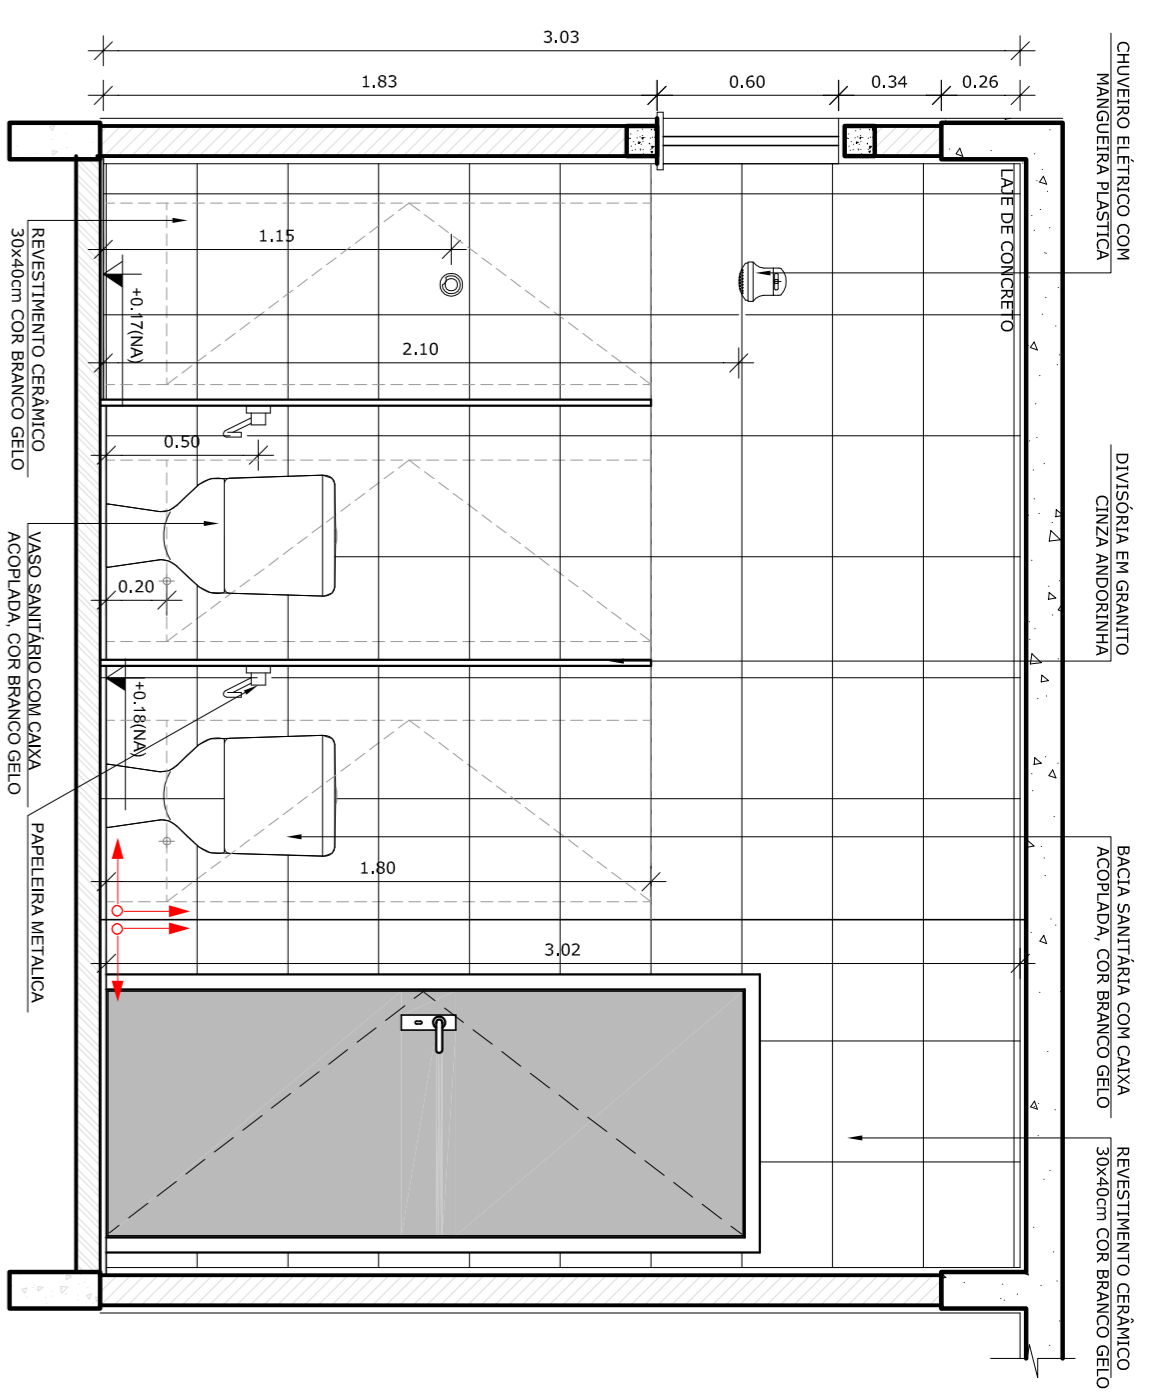 CHUVEIRO ELÉTRICO COM
MANGUEIRA PLASTICA
DIVISÓRIA EM GRANITO
CINZA ANDORINHA
BACIA SANITÁRIA COM CAIXA
ACOPLADA, COR BRANCO GELO
REVESTIMENTO CERÂMICO
30x40cm COR BRANCO GELO
3.03
1.83
0.60
0.34
0.26
LAJE DE CONCRETO
1.15
+0.17(NA)
2.10
0.50
0.20
+0.18(NA)
1.80
3.02
REVESTIMENTO CERÂMICO
30x40cm COR BRANCO GELO
VASO SANITÁRIO COM CAIXA
ACOPLADA, COR BRANCO GELO
PAPELEIRA METALICA